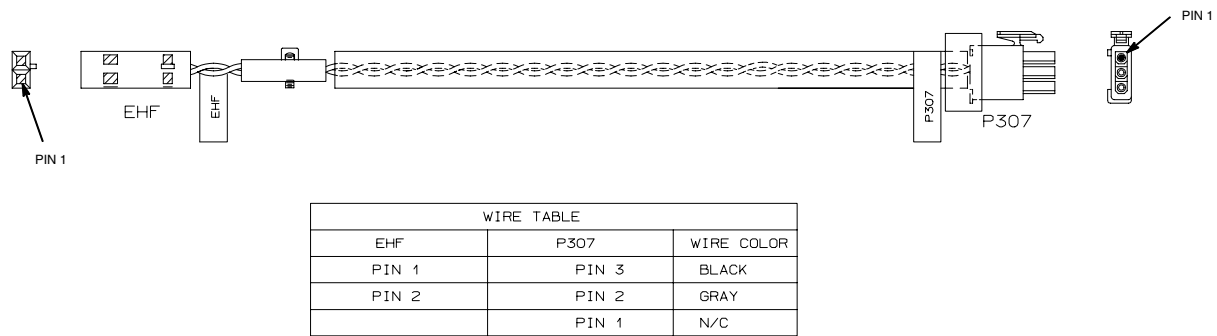 PIN 1
EHF
EHF
P307
P307
PIN 1
WIRE TABLE
EHF P307 WIRE COLOR
PIN 1 PIN 3 BLACK
PIN 2 PIN 2 GRAY
PIN 1 N/C